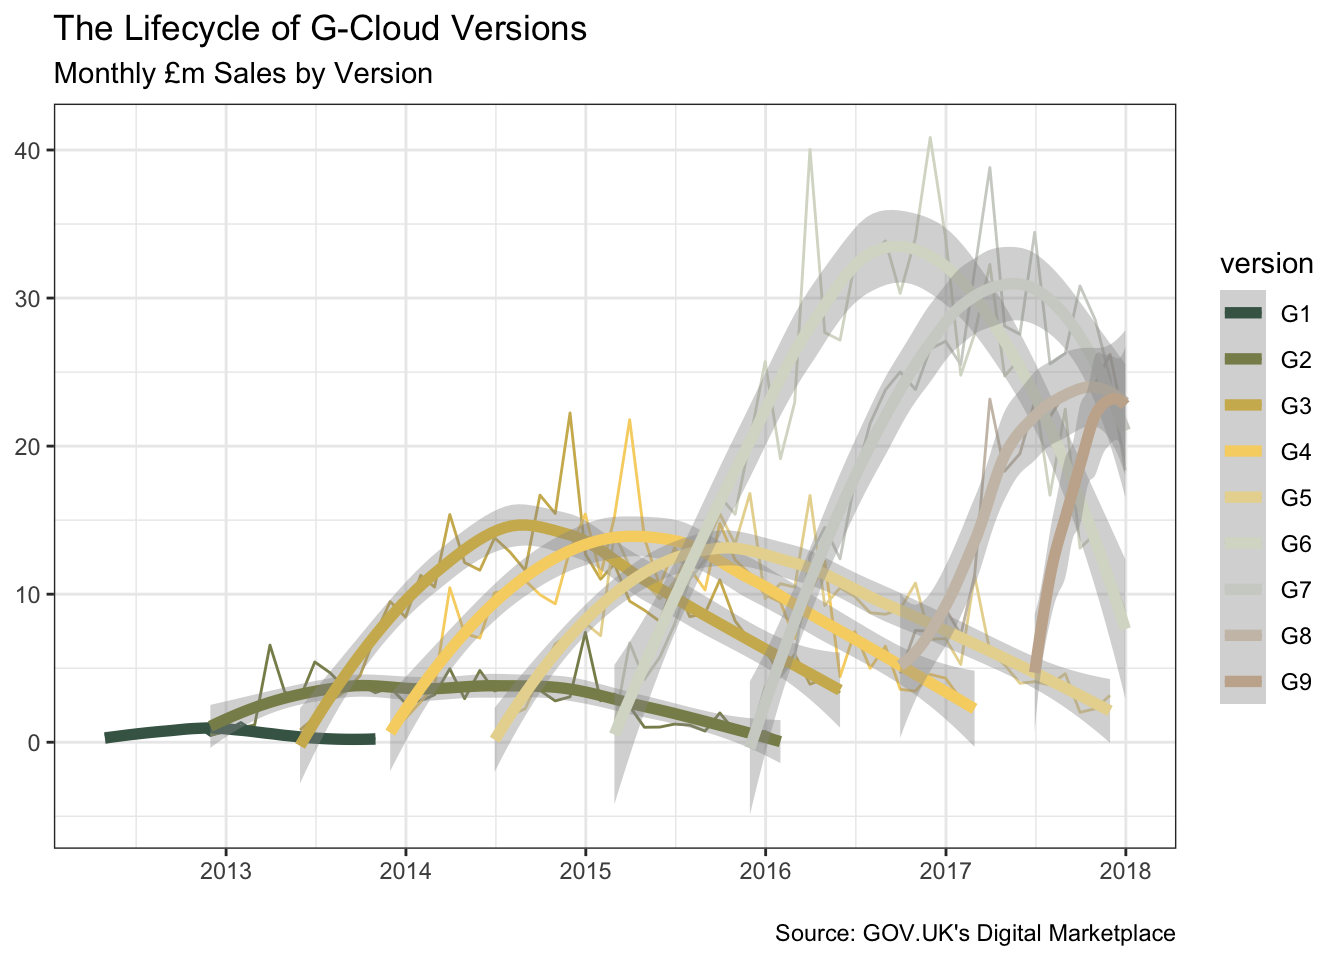 The Lifecycle of G-Cloud Versions
Monthly £m Sales by Version
40
30
20
10
0
2013 2014 2015 2016 2017 2018
version
G1
G2
G3
G4
G5
G6
G7
G8
G9
Source: GOV.UK's Digital Marketplace